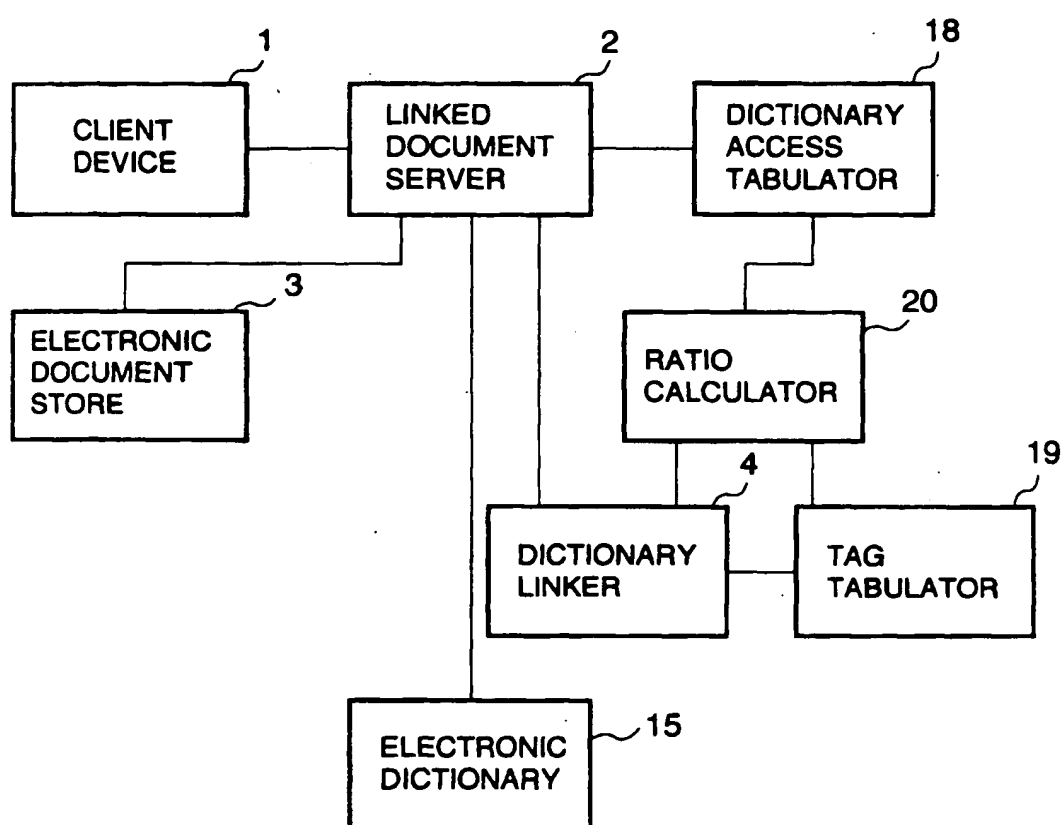 1
CLIENT
DEVICE
2
LINKED
DOCUMENT
SERVER
18
DICTIONARY
ACCESS
TABULATOR
3
ELECTRONIC
DOCUMENT
STORE
20
RATIO
CALCULATOR
4
DICTIONARY
LINKER
19
TAG
TABULATOR
15
ELECTRONIC
DICTIONARY